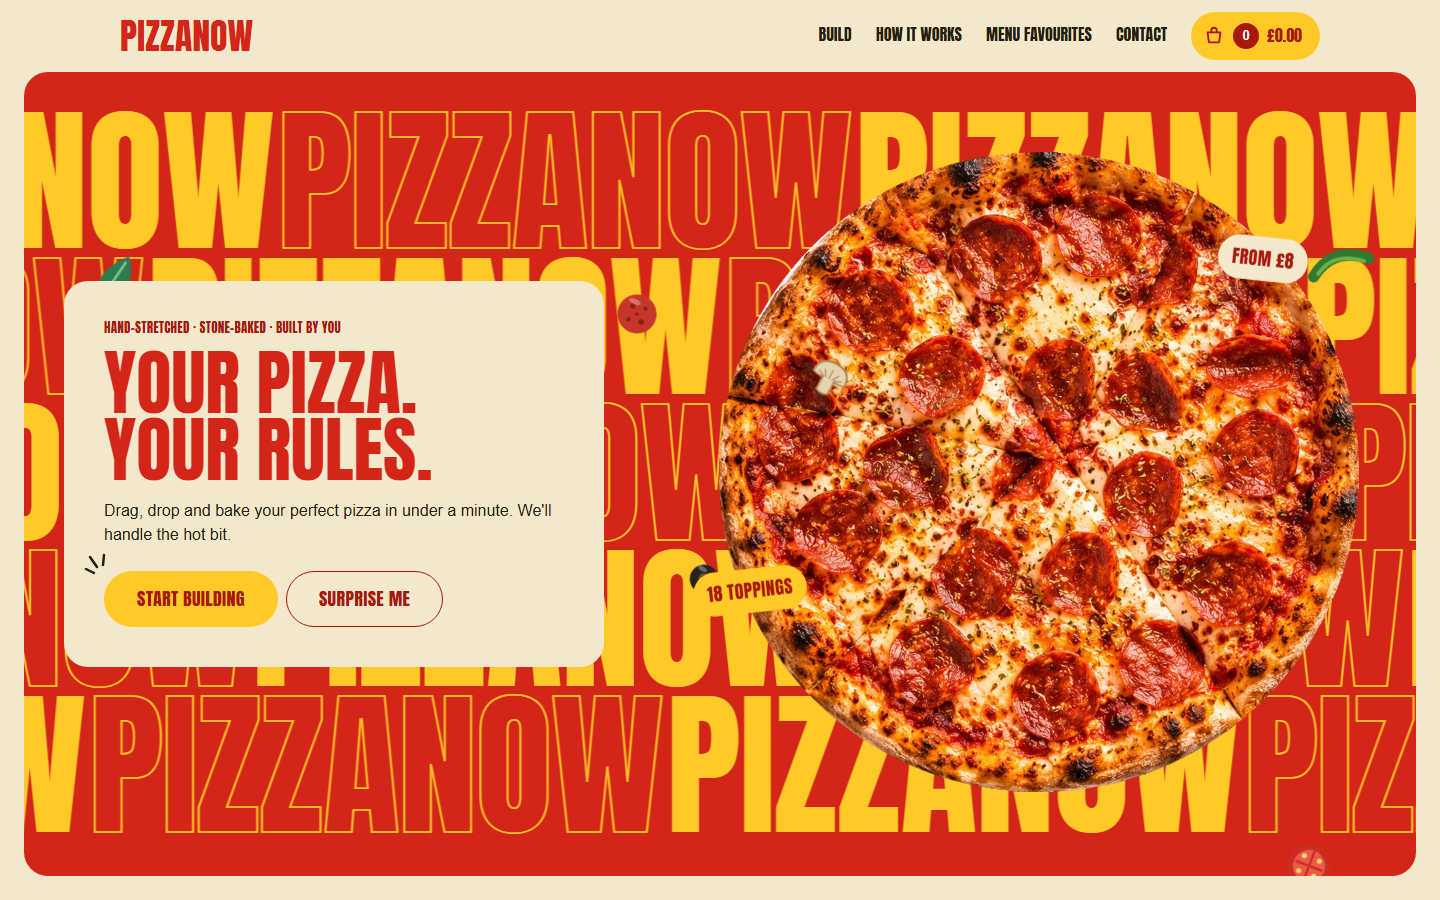 PIZZANOW
BUILD
HOW IT WORKS
MENU FAVOURITES
CONTACT
0
£0.00
NOWPIZZANOWPIZZANOW
FROM £8
HAND-STRETCHED · STONE-BAKED · BUILT BY YOU
YOUR PIZZA.
YOUR RULES.
Drag, drop and bake your perfect pizza in under a minute. We'll
handle the hot bit.
START BUILDING
SURPRISE ME
18 TOPPINGS
WPIZZANOWPIZZANOWPIZ